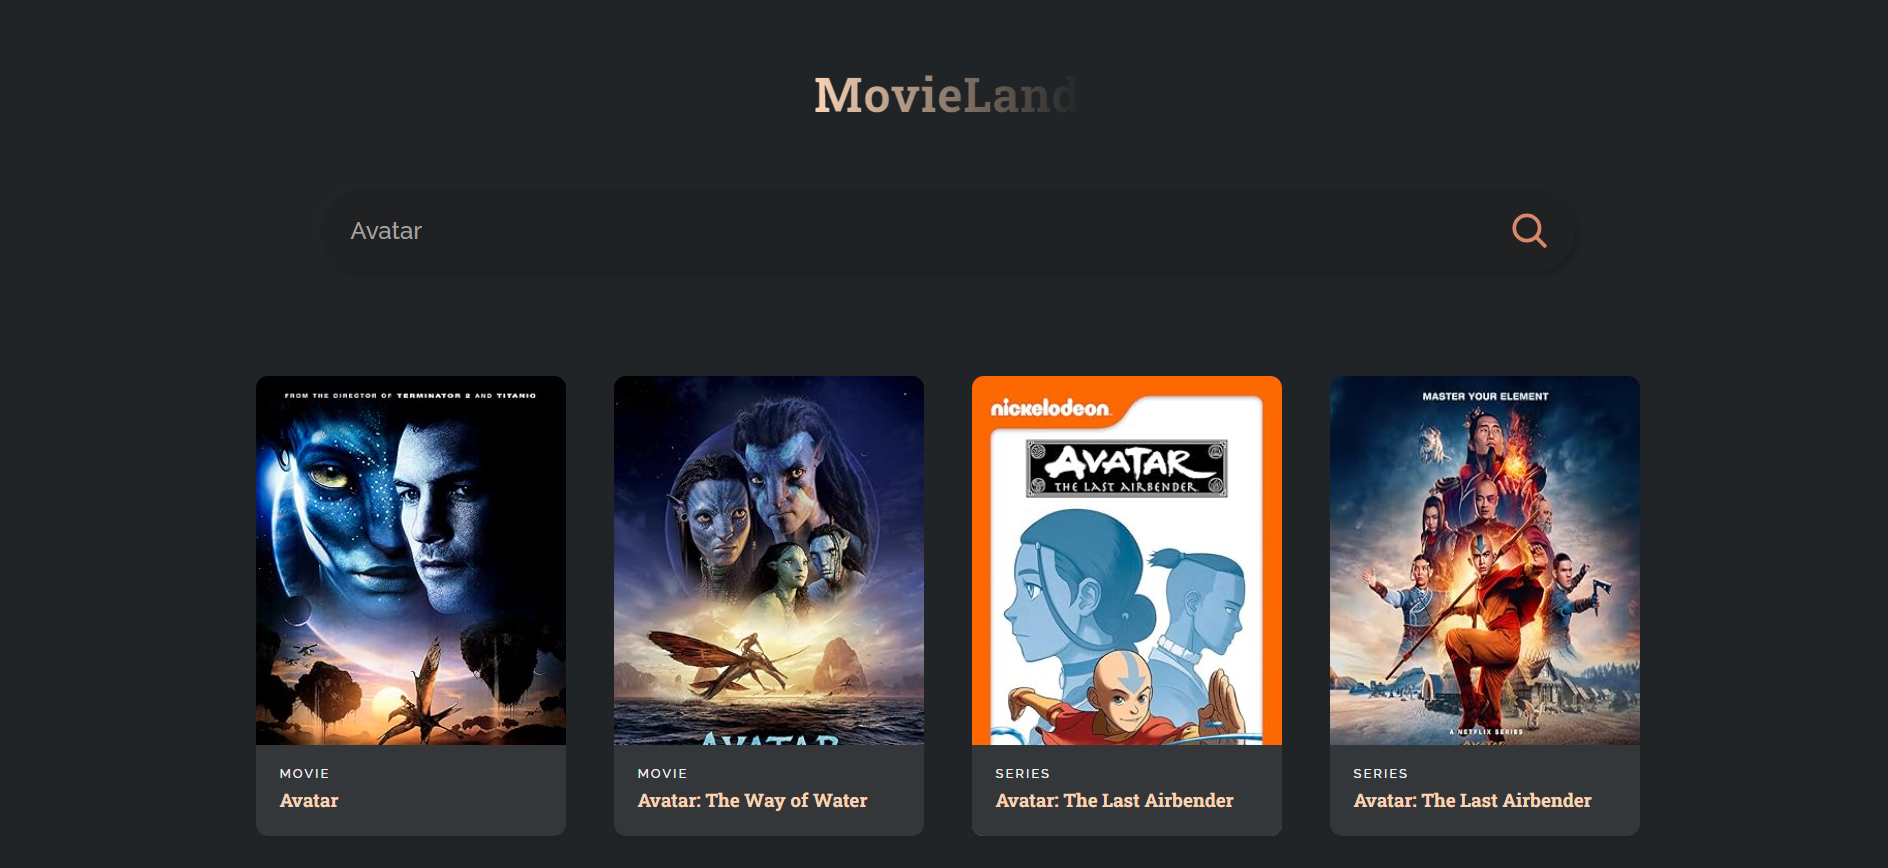 MovieLand
Avatar
FROM THE DIRECTOR OF TERMINATOR 2 AND TITANIC
MOVIE
Avatar
AVATAR
MOVIE
Avatar: The Way of Water
nickelodeon
AVATAR
THE LAST AIRBENDER
SERIES
Avatar: The Last Airbender
MASTER YOUR ELEMENT
A NETFLIX SERIES
AVATAR
SERIES
Avatar: The Last Airbender